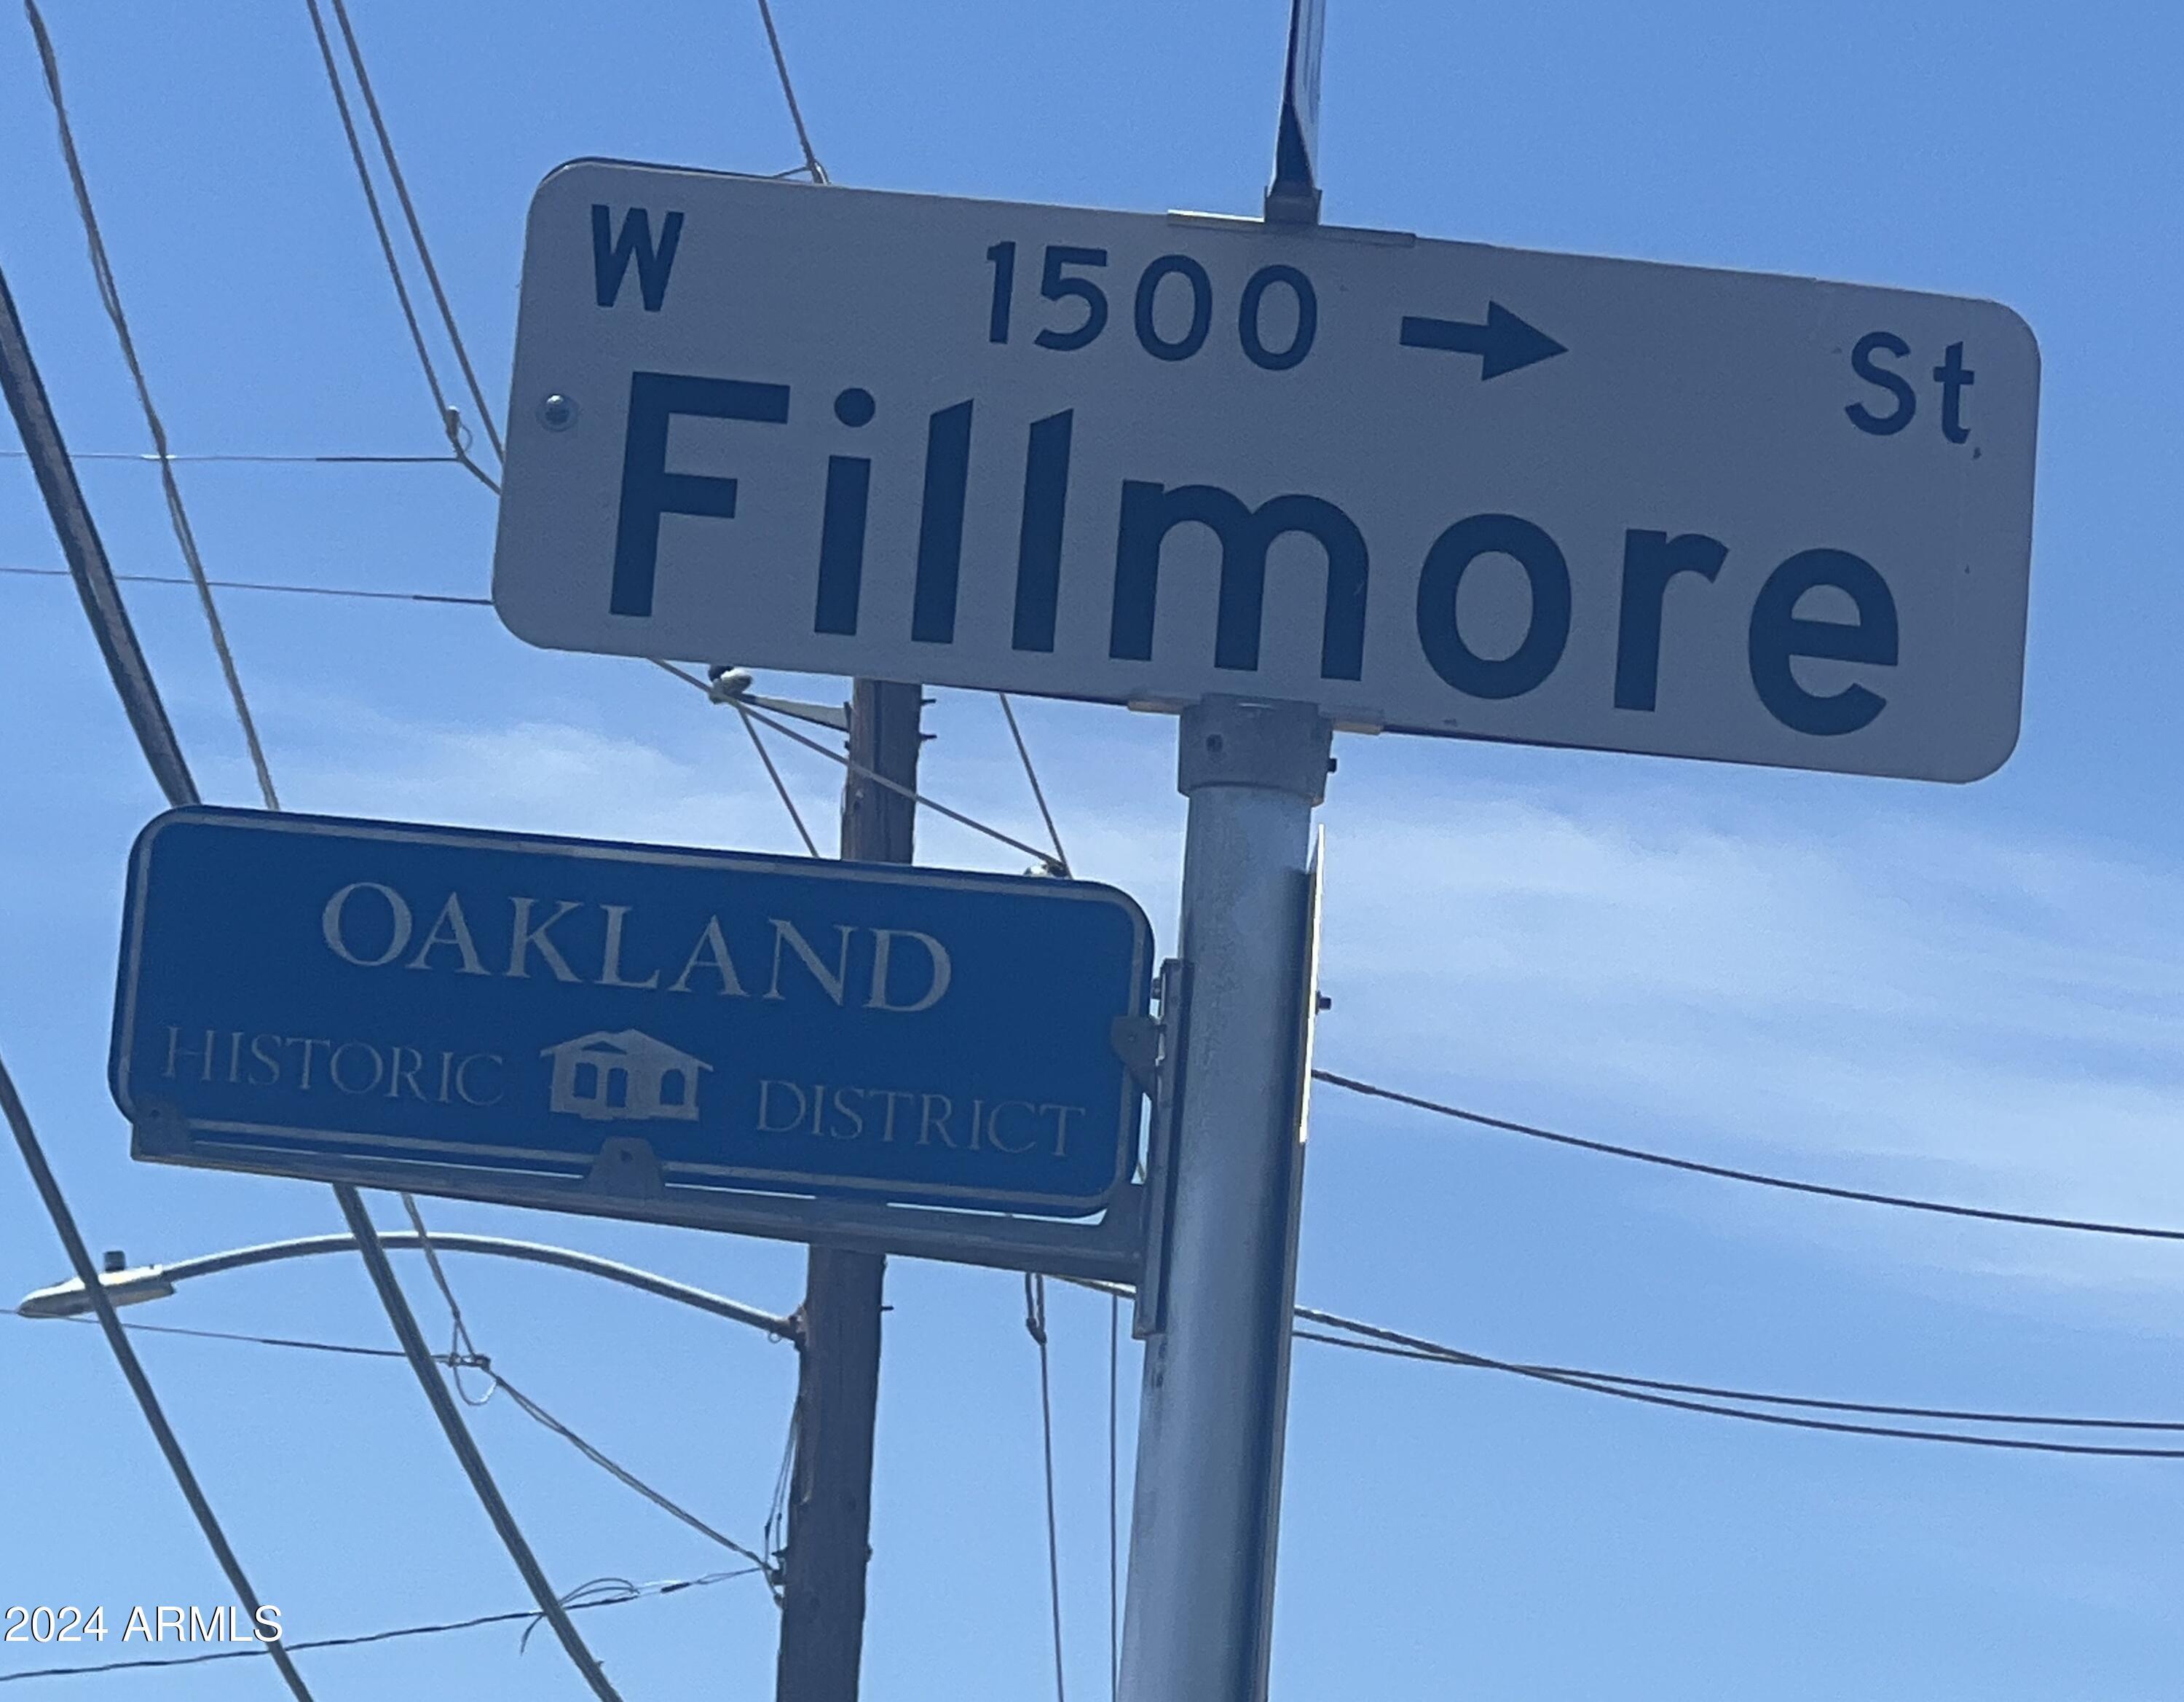 W 1500 → St
Fillmore
OAKLAND
HISTORIC DISTRICT
2024 ARMLS